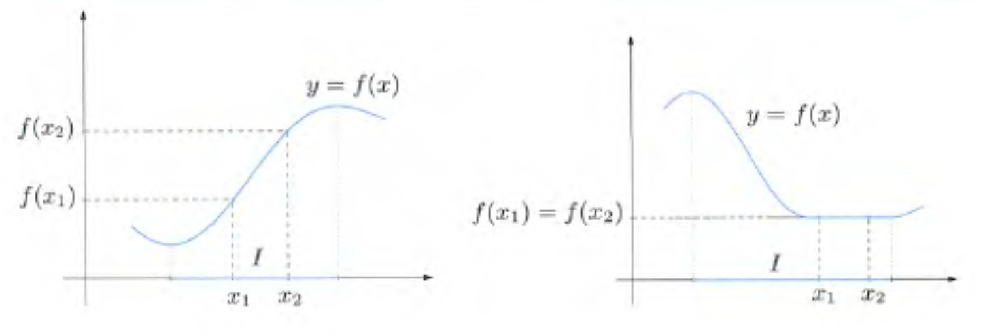 y = f(x)
f(x₂)
f(x₁)
I
x₁ x₂
y = f(x)
f(x₁) = f(x₂)
I
x₁ x₂